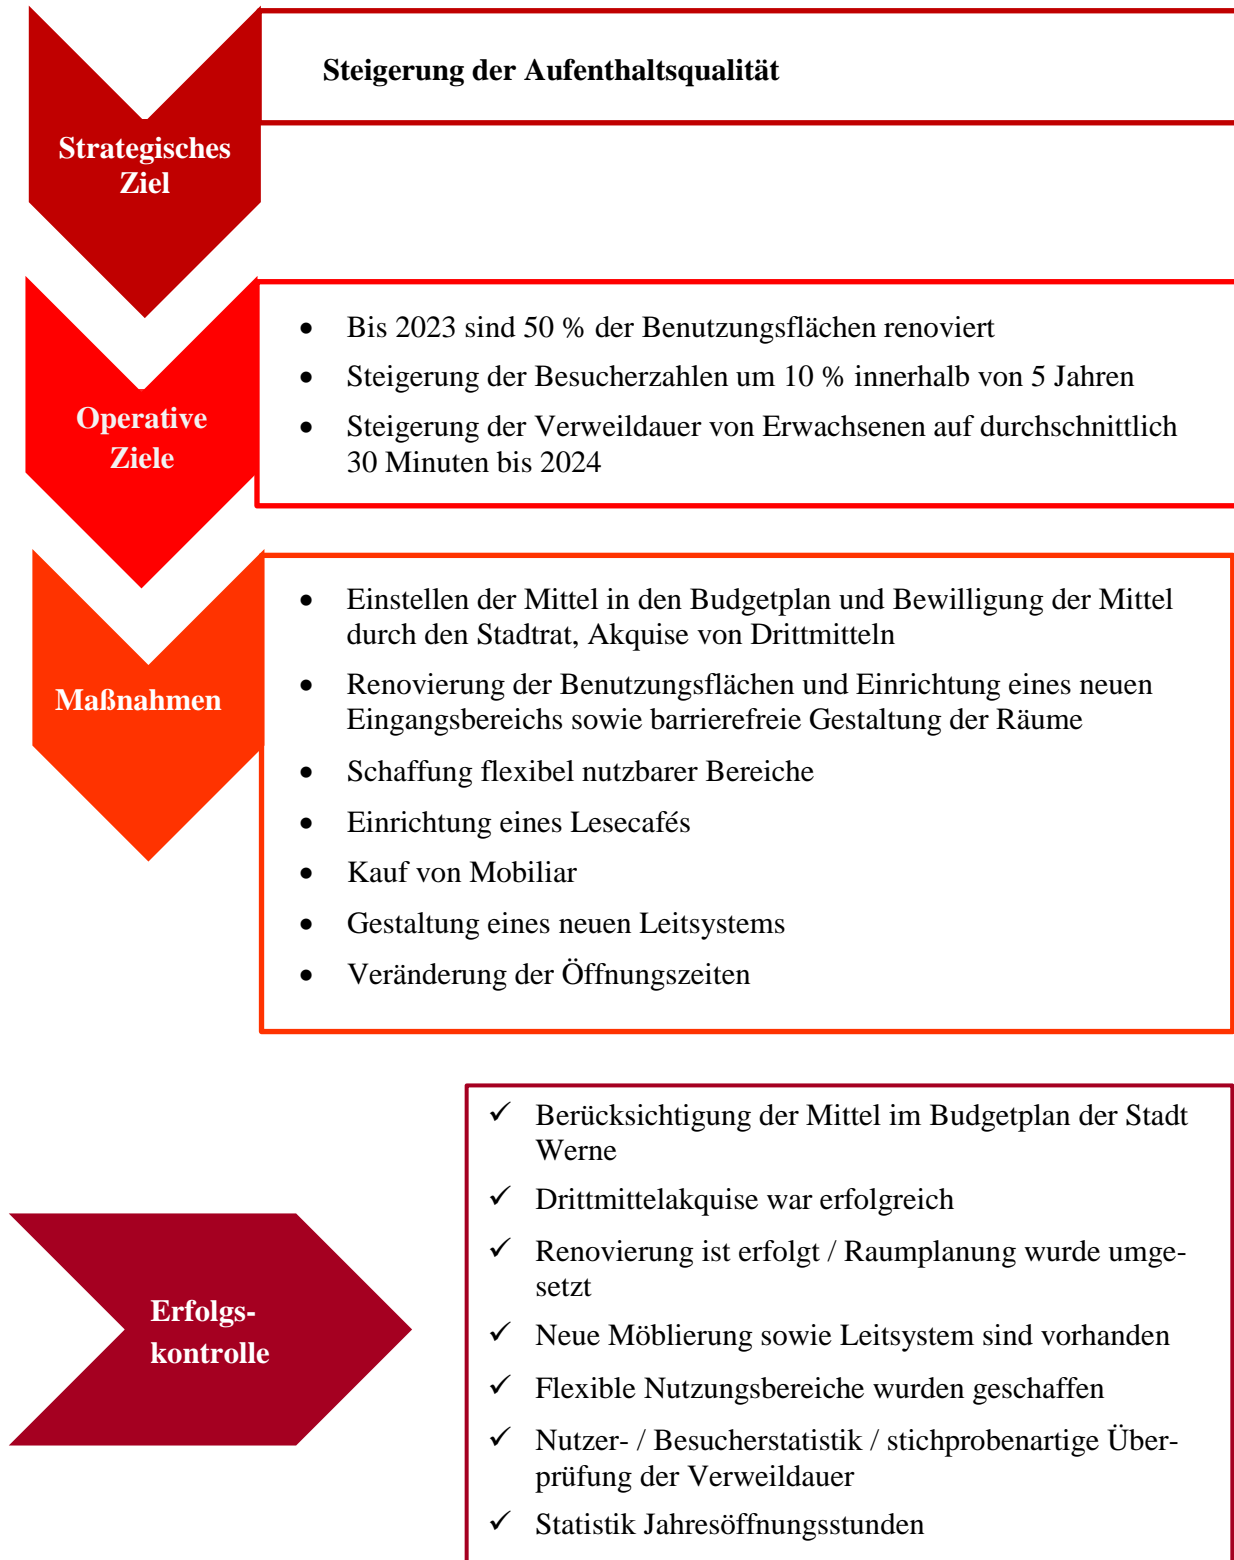 Steigerung der Aufenthaltsqualität
Strategisches
Ziel
• Bis 2023 sind 50 % der Benutzungsflächen renoviert
• Steigerung der Besucherzahlen um 10 % innerhalb von 5 Jahren
• Steigerung der Verweildauer von Erwachsenen auf durchschnittlich
30 Minuten bis 2024
Operative
Ziele
• Einstellen der Mittel in den Budgetplan und Bewilligung der Mittel
durch den Stadtrat, Akquise von Drittmitteln
• Renovierung der Benutzungsflächen und Einrichtung eines neuen
Eingangsbereichs sowie barrierefreie Gestaltung der Räume
• Schaffung flexibel nutzbarer Bereiche
• Einrichtung eines Lesecafés
• Kauf von Mobiliar
• Gestaltung eines neuen Leitsystems
• Veränderung der Öffnungszeiten
Maßnahmen
✓ Berücksichtigung der Mittel im Budgetplan der Stadt
Werne
✓ Drittmittelakquise war erfolgreich
✓ Renovierung ist erfolgt / Raumplanung wurde umge-
setzt
✓ Neue Möblierung sowie Leitsystem sind vorhanden
✓ Flexible Nutzungsbereiche wurden geschaffen
✓ Nutzer- / Besucherstatistik / stichprobenartige Über-
prüfung der Verweildauer
✓ Statistik Jahresöffnungsstunden
Erfolgs-
kontrolle